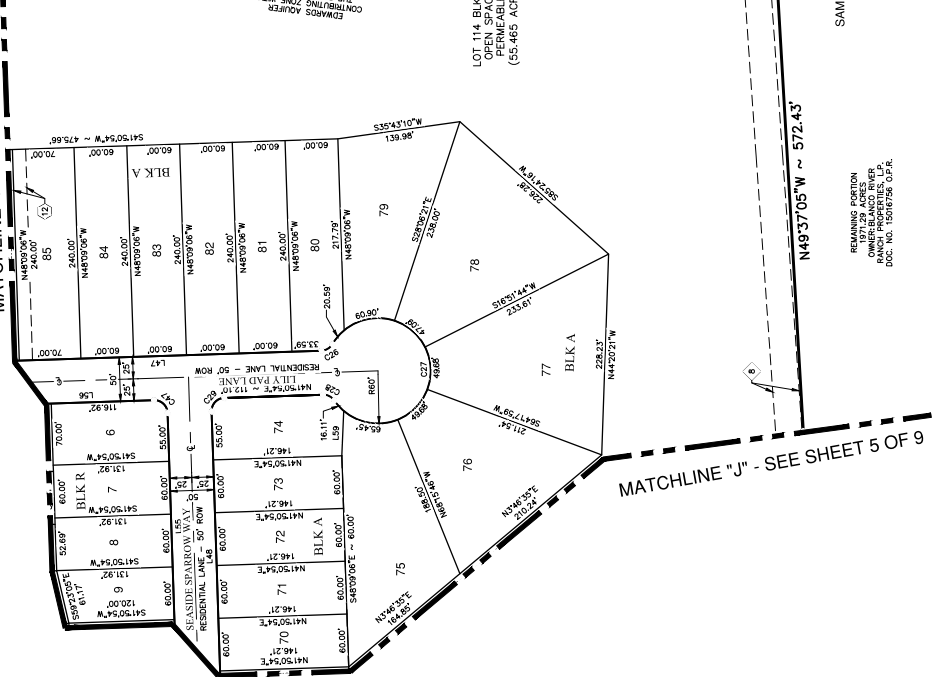 EDWARDS AQUIFER
CONTRIBUTING ZONE
LOT 114 BLK
OPEN SPAC
PERMEABLE
(55.465 ACR
SAM
S41°50'54"W ~ 475.66'
S35°43'10"W
139.98'
70.00'
60.00'
60.00'
60.00'
60.00'
60.00'
BLK A
12
240.00'
85
N48°09'06"W
240.00'
84
N48°09'06"W
240.00'
83
N48°09'06"W
240.00'
82
N48°09'06"W
240.00'
81
N48°09'06"W
240.00'
80
N48°09'06"W
217.79'
N48°09'06"W
79
S28°06'21"E
238.00'
S85°24'16"W
226.28'
78
S16°51'44"W
233.61'
77
BLK A
228.23'
N44°20'21"W
S64°17'59"W
211.54'
76
N68°15'46"W
188.50'
N3°46'35"E
210.24'
75
N3°46'35"E
164.85'
70.00'
60.00'
60.00'
60.00'
60.00'
33.59'
20.59'
60.90'
47.09'
49.68'
C27
49.68'
65.45'
R60'
16.11'
L59
C26
C28
C29
C47
L47
L56
50'
25'
25'
LILY PAD LANE
RESIDENTIAL LANE - 50' ROW
N41°50'54"E ~ 112.10'
116.92'
70.00'
6
55.00'
S41°50'54"W
131.92'
60.00'
BLK R
7
60.00'
S41°50'54"W
131.92'
52.69'
8
60.00'
S41°50'54"W
131.92'
S59°23'05"E
61.17'
9
60.00'
120.00'
S41°50'54"W
SEASIDE SPARROW WAY
RESIDENTIAL LANE - 50' ROW
L55
L48
25'
25'
50'
55.00'
74
146.21'
N41°50'54"E
60.00'
73
146.21'
N41°50'54"E
60.00'
72
146.21'
N41°50'54"E
BLK A
60.00'
71
146.21'
N41°50'54"E
60.00'
70
146.21'
N41°50'54"E
S48°09'06"E ~ 60.00'
N49°37'05"W ~ 572.43'
8
REMAINING PORTION
1971.29 ACRES
OWNER:BLANCO RIVER
RANCH PROPERTIES, L.P.
DOC. NO. 15016756 O.P.R.
MATCHLINE "J" - SEE SHEET 5 OF 9